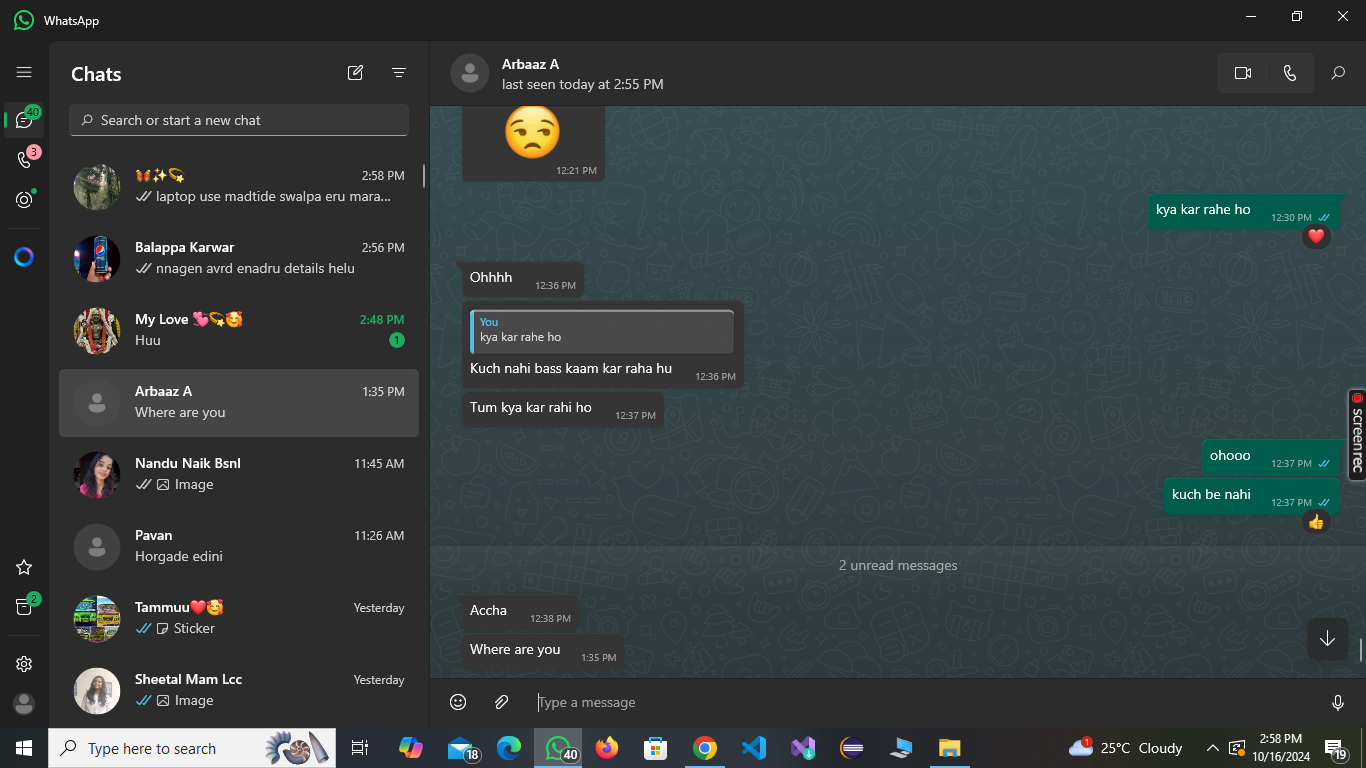 WhatsApp
Chats
Search or start a new chat
40
3
🦋✨💫 2:58 PM
laptop use madtide swalpa eru mara...
Balappa Karwar 2:56 PM
nnagen avrd enadru details helu
My Love 💘💫🥰 2:48 PM
Huu 1
Arbaaz A 1:35 PM
Where are you
Nandu Naik Bsnl 11:45 AM
Image
Pavan 11:26 AM
Horgade edini
Tammuu❤️🥰 Yesterday
Sticker
2
Sheetal Mam Lcc Yesterday
Image
Arbaaz A
last seen today at 2:55 PM
12:21 PM
kya kar rahe ho 12:30 PM
Ohhhh 12:36 PM
You
kya kar rahe ho
Kuch nahi bass kaam kar raha hu 12:36 PM
Tum kya kar rahi ho 12:37 PM
ohooo 12:37 PM
kuch be nahi 12:37 PM
2 unread messages
Accha 12:38 PM
Where are you 1:35 PM
Type a message
screenrec
Type here to search
18
40
1
25°C Cloudy
2:58 PM
10/16/2024
19